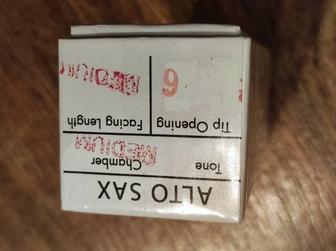 ALTO SAX
Tone
Chamber
MEDIUM
Tip Opening
Facing Length
6
MEDIUM